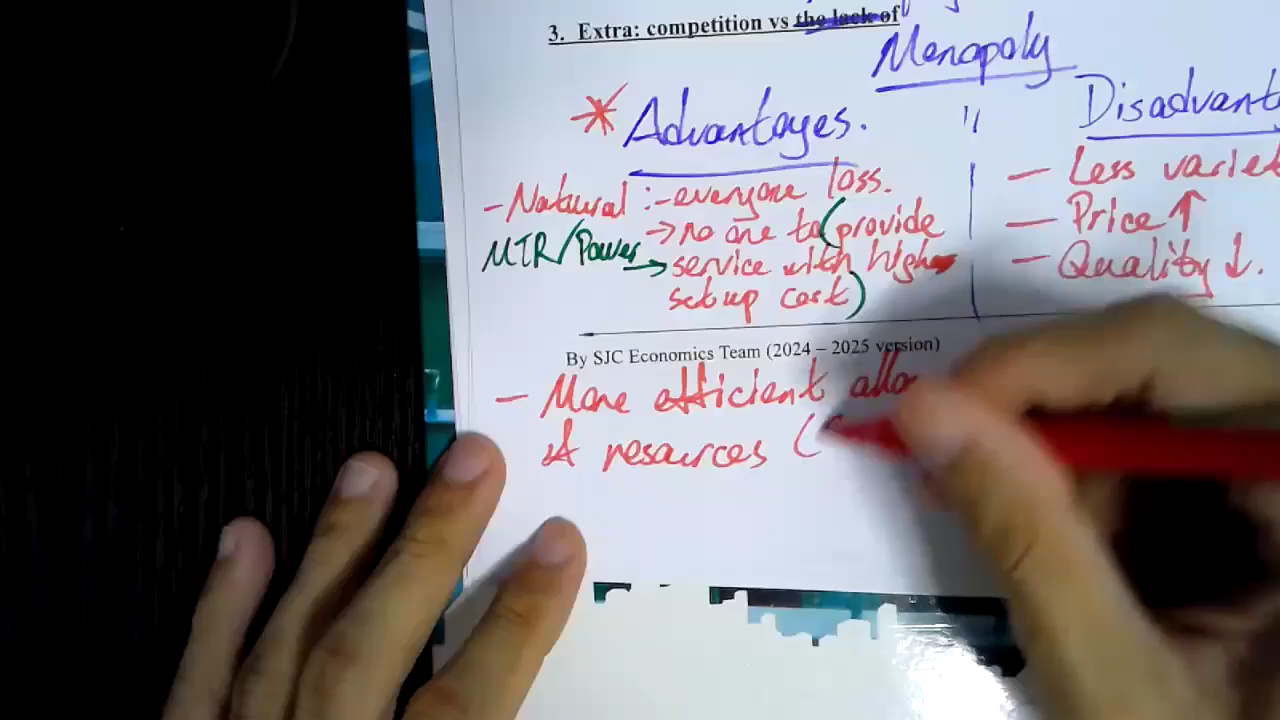 3. Extra: competition vs the lack of
Monopoly
* Advantages.
Disadvant
- Natural : - everyone loss.
→ no one to (provide
MTR/Power → service with high
set up cost)
- Less variet
- Price ↑
- Quality ↓.
By SJC Economics Team (2024 – 2025 version)
- More efficient allo
of resources (